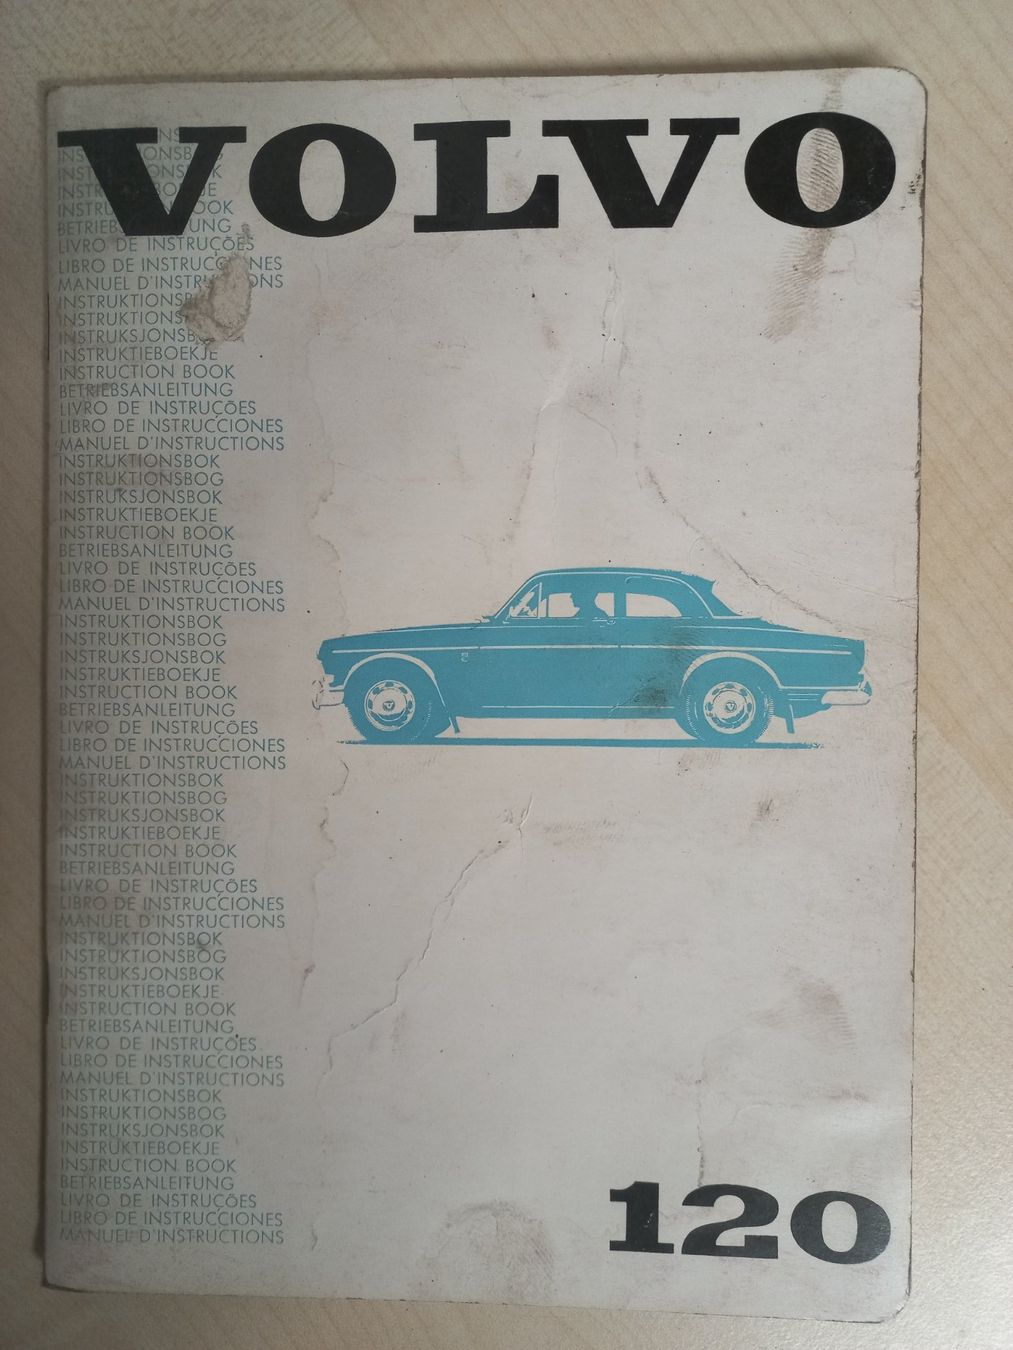 VOLVO
INSTRUCTION BOOK
BETRIEBSANLEITUNG
LIVRO DE INSTRUÇÕES
LIBRO DE INSTRUCCIONES
MANUEL D'INSTRUCTIONS
INSTRUKTIONSBOK
INSTRUKTIONSBOG
INSTRUKSJONSBOK
INSTRUKTIEBOEKJE
INSTRUCTION BOOK
BETRIEBSANLEITUNG
LIVRO DE INSTRUÇÕES
LIBRO DE INSTRUCCIONES
MANUEL D'INSTRUCTIONS
INSTRUKTIONSBOK
INSTRUKTIONSBOG
INSTRUKSJONSBOK
INSTRUKTIEBOEKJE
INSTRUCTION BOOK
BETRIEBSANLEITUNG
LIVRO DE INSTRUÇÕES
LIBRO DE INSTRUCCIONES
MANUEL D'INSTRUCTIONS
INSTRUKTIONSBOK
INSTRUKTIONSBOG
INSTRUKSJONSBOK
INSTRUKTIEBOEKJE
INSTRUCTION BOOK
BETRIEBSANLEITUNG
LIVRO DE INSTRUÇÕES
LIBRO DE INSTRUCCIONES
MANUEL D'INSTRUCTIONS
INSTRUKTIONSBOK
INSTRUKTIONSBOG
INSTRUKSJONSBOK
INSTRUKTIEBOEKJE
INSTRUCTION BOOK
BETRIEBSANLEITUNG
LIVRO DE INSTRUÇÕES
LIBRO DE INSTRUCCIONES
MANUEL D'INSTRUCTIONS
INSTRUKTIONSBOK
INSTRUKTIONSBOG
INSTRUKSJONSBOK
INSTRUKTIEBOEKJE
INSTRUCTION BOOK
BETRIEBSANLEITUNG
LIVRO DE INSTRUÇÕES
LIBRO DE INSTRUCCIONES
MANUEL D'INSTRUCTIONS
INSTRUKTIONSBOK
INSTRUKTIONSBOG
INSTRUKSJONSBOK
INSTRUKTIEBOEKJE
INSTRUCTION BOOK
BETRIEBSANLEITUNG
LIVRO DE INSTRUÇÕES
LIBRO DE INSTRUCCIONES
MANUEL D'INSTRUCTIONS
120